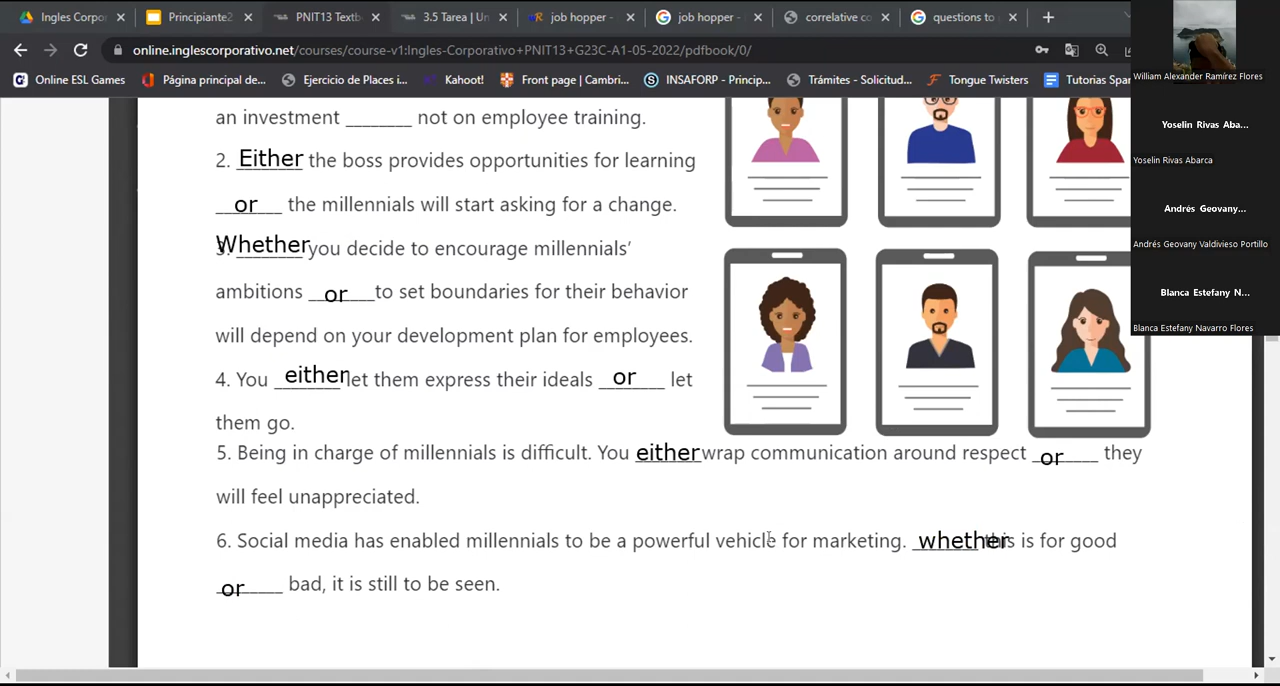 Ingles Corpor
Principiante2
PNIT13 Textb
3.5 Tarea | Un
job hopper -
job hopper -
correlative co
questions to
online.inglescorporativo.net/courses/course-v1:Ingles-Corporativo+PNIT13+G23C-A1-05-2022/pdfbook/0/
Online ESL Games
Página principal de...
Ejercicio de Places i...
Kahoot!
Front page | Cambri...
INSAFORP - Princip...
Trámites - Solicitud...
Tongue Twisters
Tutorias Spar
William Alexander Ramírez Flores
Yoselin Rivas Aba...
Yoselin Rivas Abarca
Andrés Geovany...
Andrés Geovany Valdivieso Portillo
Blanca Estefany N...
Blanca Estefany Navarro Flores
an investment ________ not on employee training.
2. Either the boss provides opportunities for learning
or the millennials will start asking for a change.
3. Whether you decide to encourage millennials'
ambitions or to set boundaries for their behavior
will depend on your development plan for employees.
4. You either let them express their ideals or let
them go.
5. Being in charge of millennials is difficult. You either wrap communication around respect or they
will feel unappreciated.
6. Social media has enabled millennials to be a powerful vehicle for marketing. whether this is for good
or bad, it is still to be seen.